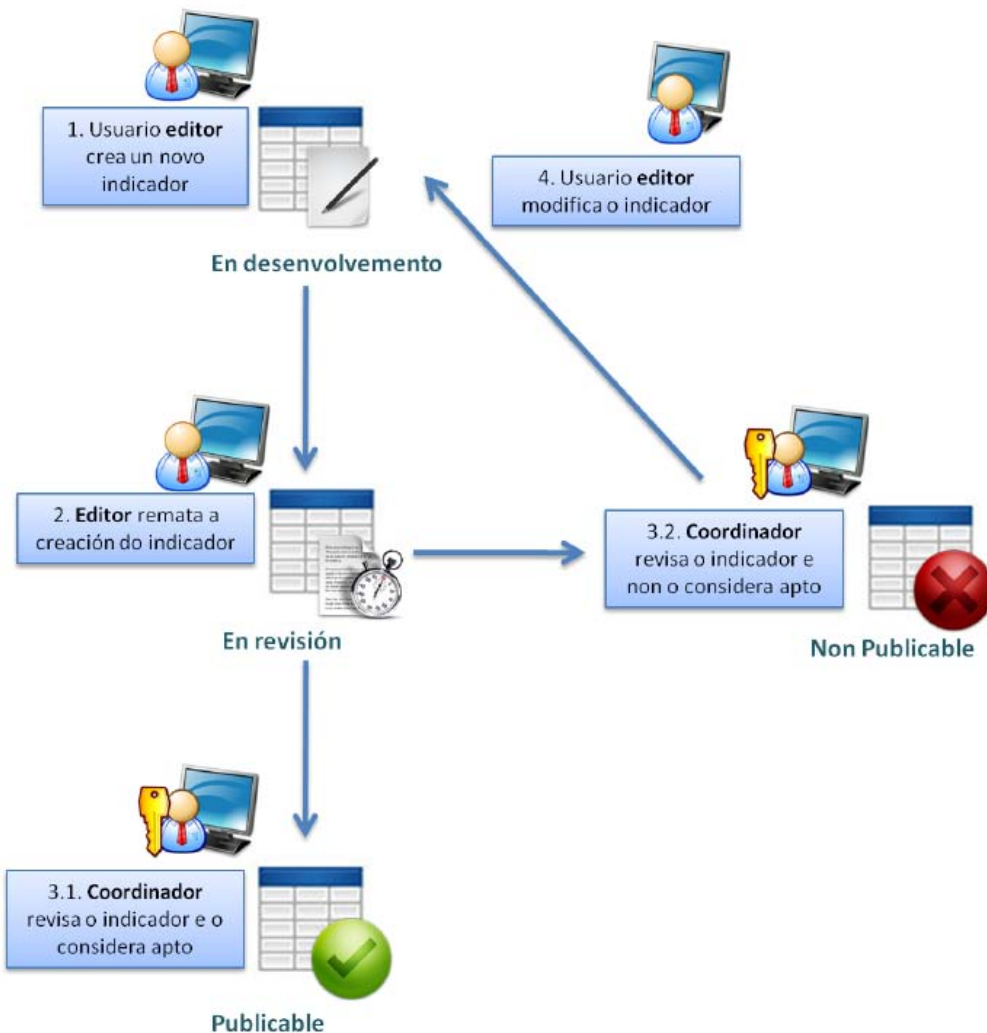 1. Usuario editor
crea un novo
indicador
4. Usuario editor
modifica o indicador
En desenvolvemento
2. Editor remata a
creación do indicador
En revisión
3.2. Coordinador
revisa o indicador e
non o considera apto
Non Publicable
3.1. Coordinador
revisa o indicador e o
considera apto
Publicable